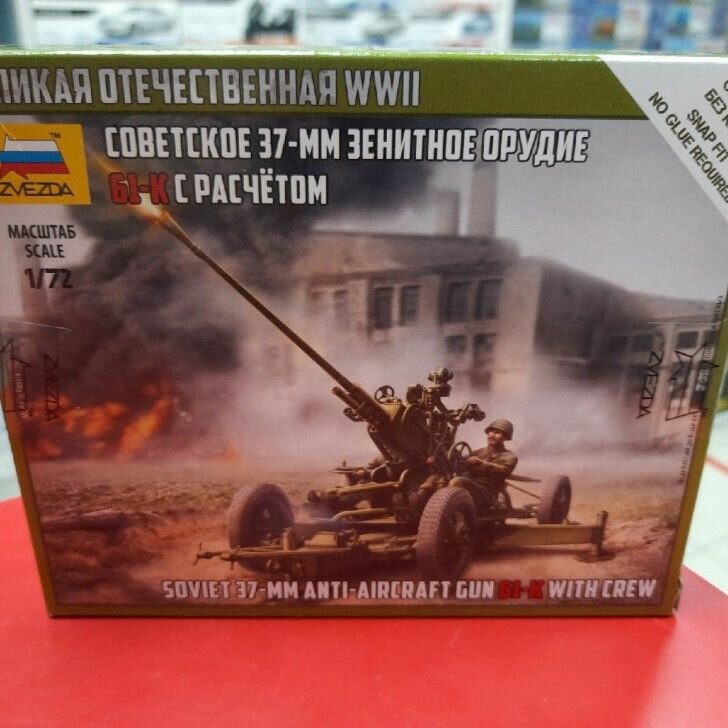 ЛИКАЯ ОТЕЧЕСТВЕННАЯ WWII
SNAP FIT
NO GLUE REQUIRED
СОВЕТСКОЕ 37-ММ ЗЕНИТНОЕ ОРУДИЕ
61-К С РАСЧЁТОМ
ZVEZDA
TM
МАСШТАБ
SCALE
1/72
ZVEZDA
ZVEZDA
SOVIET 37-MM ANTI-AIRCRAFT GUN 61-K WITH CREW